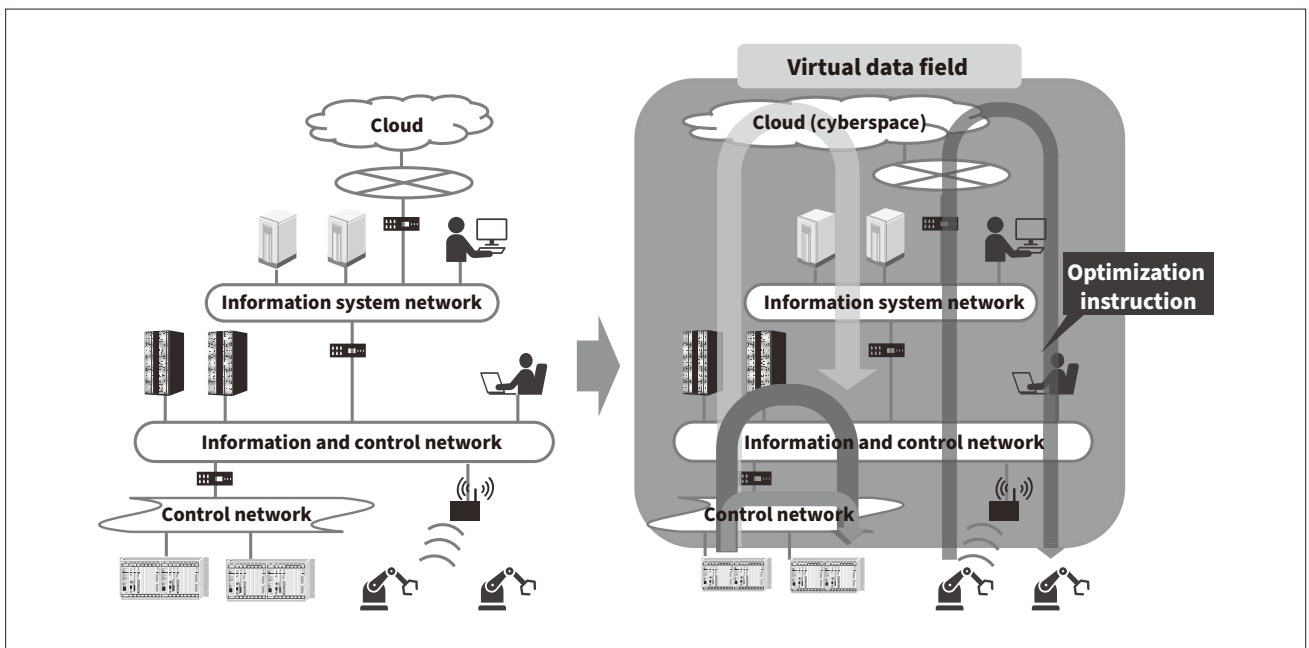 Cloud
Information system network
Information and control network
Control network
Virtual data field
Cloud (cyberspace)
Optimization
instruction
Information system network
Information and control network
Control network